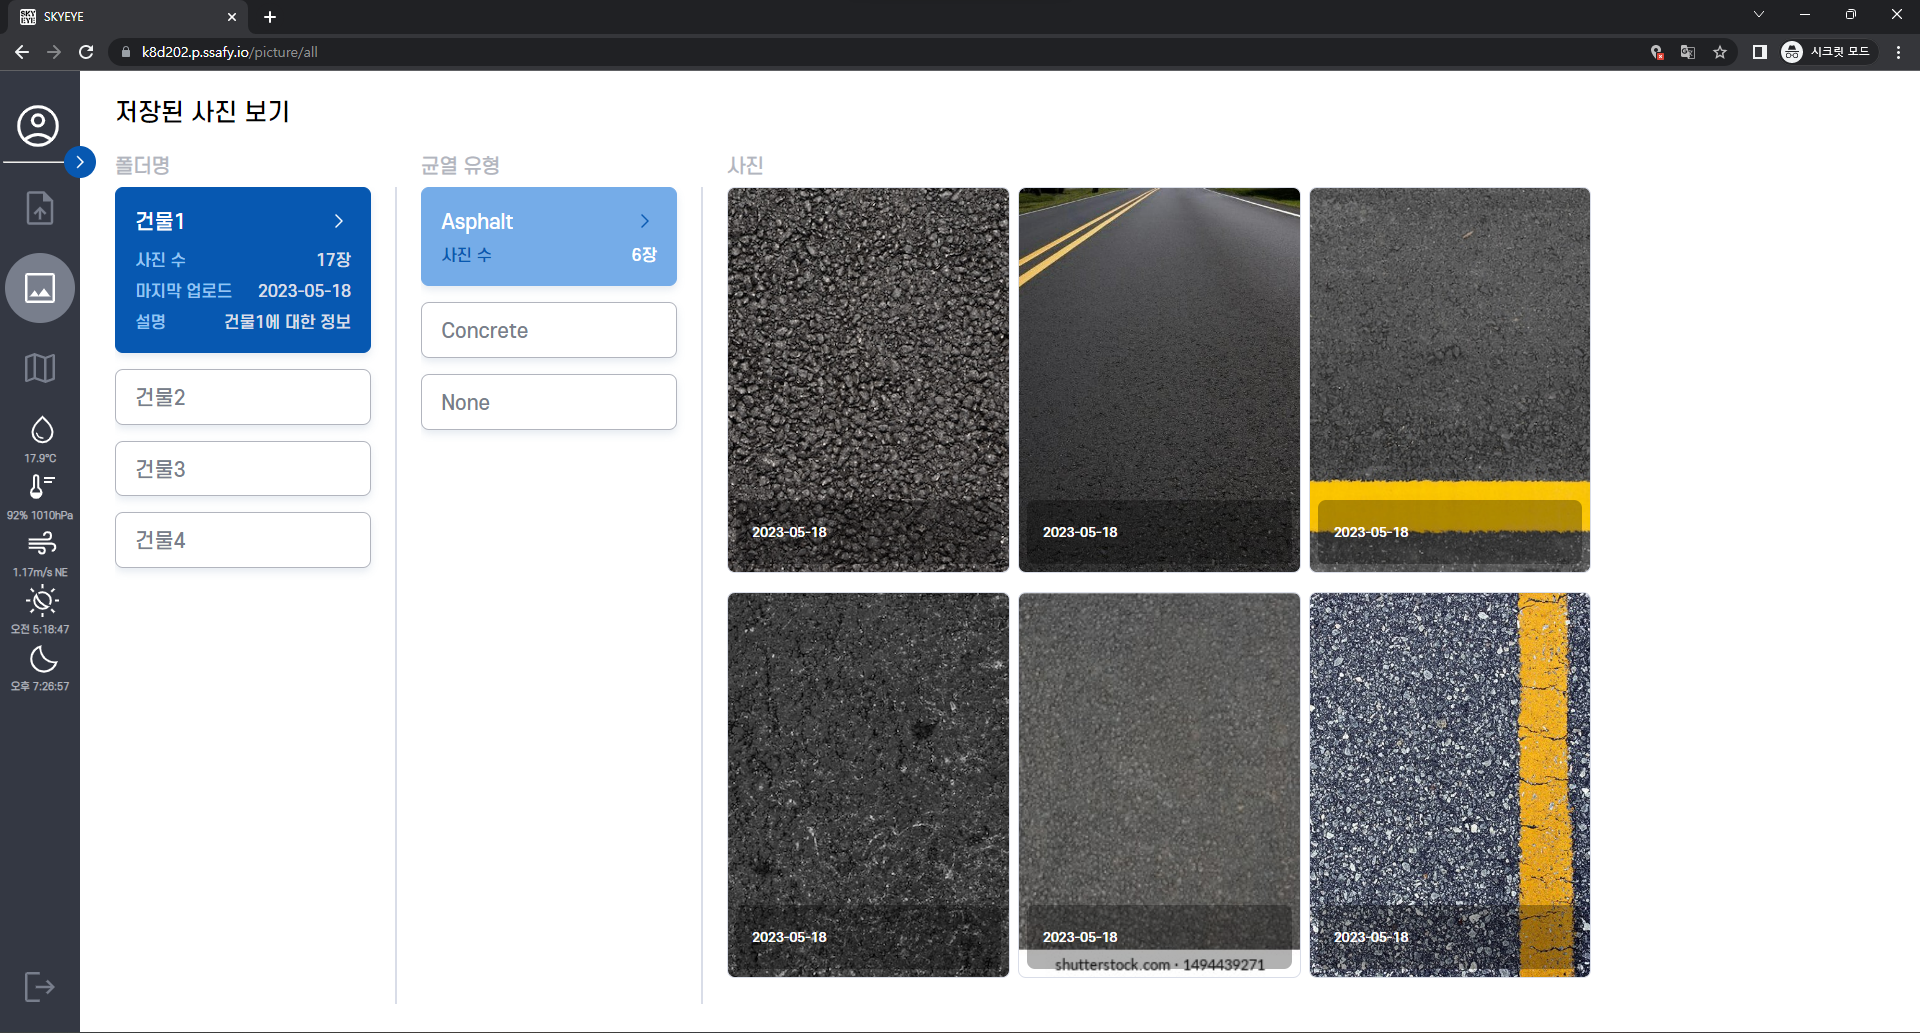 SKYEYE
k8d202.p.ssafy.io/picture/all
시크릿 모드
저장된 사진 보기
폴더명
균열 유형
사진
건물1
사진 수 17장
마지막 업로드 2023-05-18
설명 건물1에 대한 정보
건물2
건물3
건물4
Asphalt
사진 수 6장
Concrete
None
2023-05-18
2023-05-18
2023-05-18
2023-05-18
2023-05-18
shutterstock.com · 1494439271
2023-05-18
17.9°C
92% 1010hPa
1.17m/s NE
오전 5:18:47
오후 7:26:57